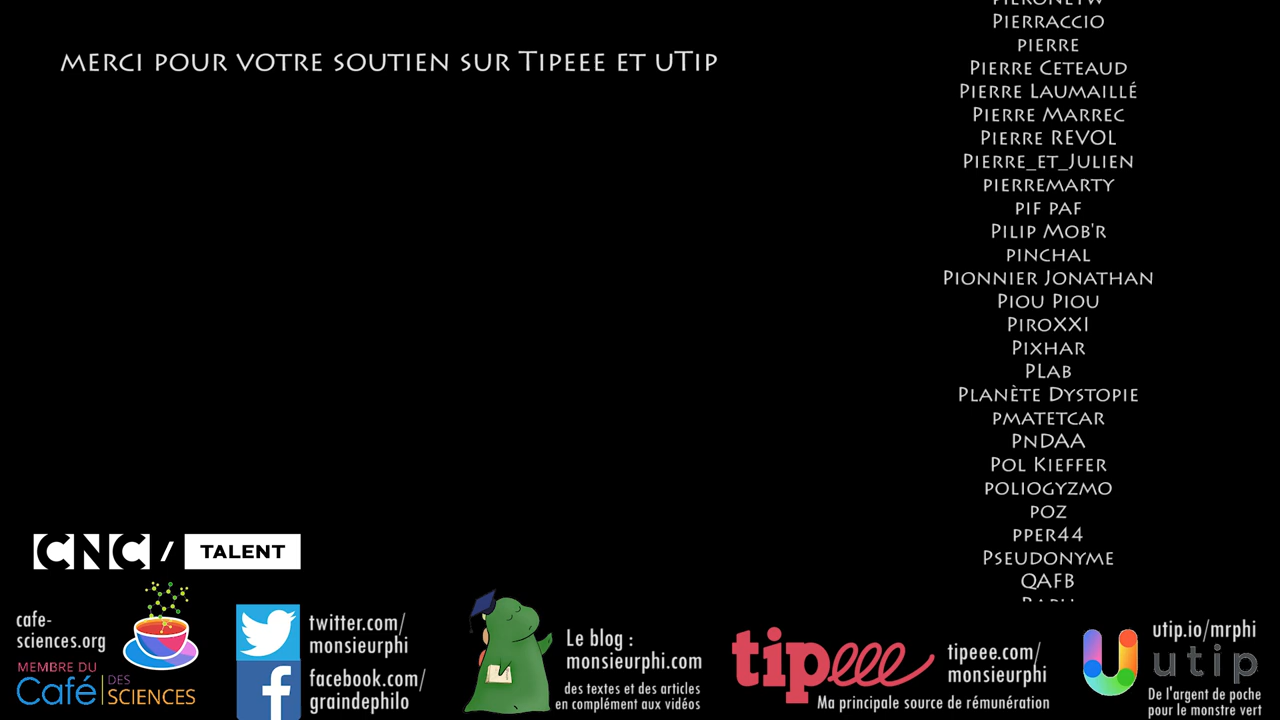 MERCI POUR VOTRE SOUTIEN SUR TIPEEE ET UTIP
PIERRACCIO
PIERRE
PIERRE CETEAUD
PIERRE LAUMAILLÉ
PIERRE MARREC
PIERRE REVOL
PIERRE_ET_JULIEN
PIERREMARTY
PIF PAF
PILIP MOB'R
PINCHAL
PIONNIER JONATHAN
PIOU PIOU
PIROXXI
PIXHAR
PLAB
PLANÈTE DYSTOPIE
PMATETCAR
PNDAA
POL KIEFFER
POLIOGYZMO
POZ
PPER44
PSEUDONYME
QAFB
CNC / TALENT
cafe-
sciences.org
MEMBRE DU
Café DES
SCIENCES
twitter.com/
monsieurphi
facebook.com/
graindephilo
Le blog :
monsieurphi.com
des textes et des articles
en complément aux vidéos
tipeee
tipeee.com/
monsieurphi
Ma principale source de rémunération
utip.io/mrphi
utip
De l'argent de poche
pour le monstre vert